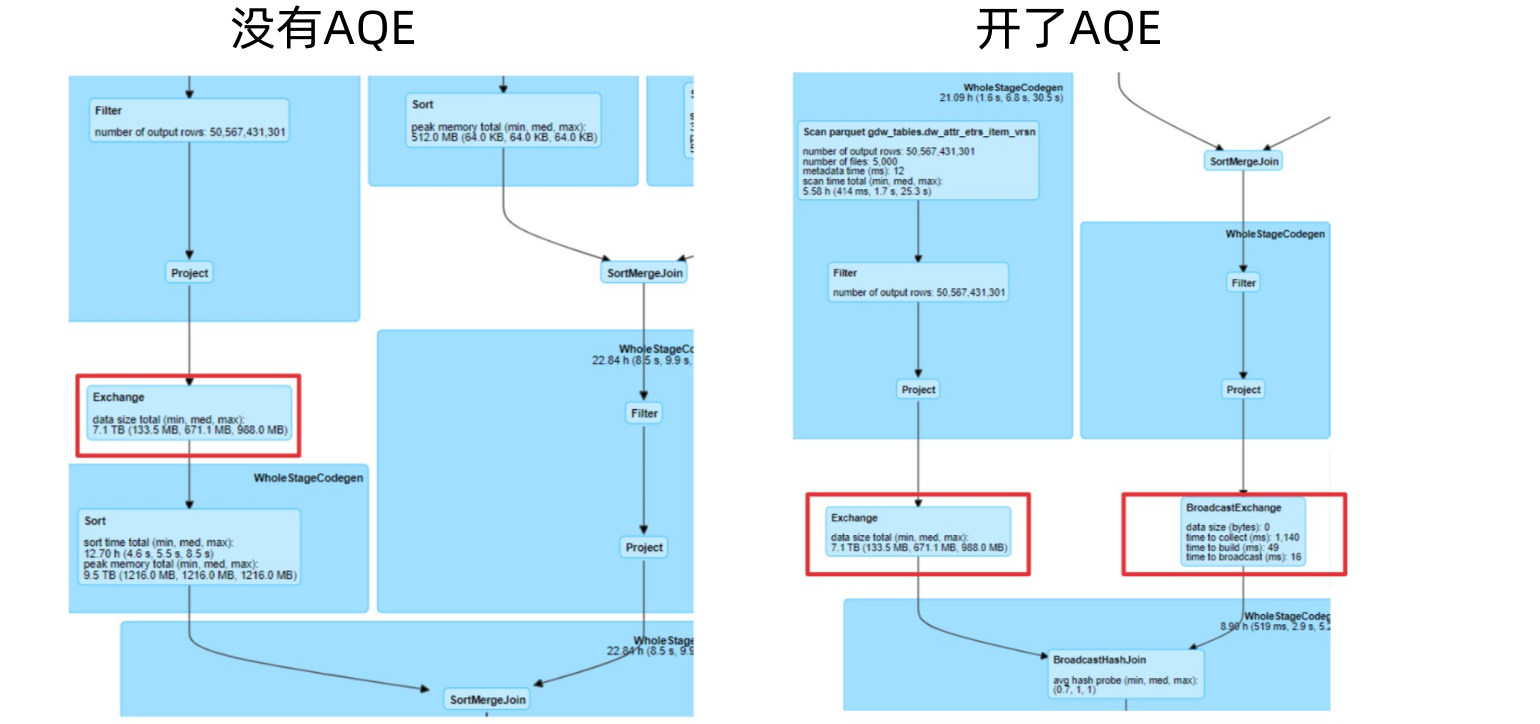 没有AQE
Filter
number of output rows: 50,567,431,301
Project
Exchange
data size total (min, med, max):
7.1 TB (133.5 MB, 671.1 MB, 988.0 MB)
WholeStageCodegen
Sort
sort time total (min, med, max):
12.70 h (4.6 s, 5.5 s, 8.5 s)
peak memory total (min, med, max):
9.5 TB (1216.0 MB, 1216.0 MB, 1216.0 MB)
Sort
peak memory total (min, med, max):
512.0 MB (64.0 KB, 64.0 KB, 64.0 KB)
SortMergeJoin
WholeStageCo
22.84 h (8.5 s, 9.9 s,
Filter
Project
WholeStage
22.84 h (8.5 s, 9.9
SortMergeJoin
开了AQE
WholeStageCodegen
21.09 h (1.6 s, 6.8 s, 30.5 s)
Scan parquet gdw_tables.dw_attr_etrs_item_vrsn
number of output rows: 50,567,431,301
number of files: 5,000
metadata time (ms): 12
scan time total (min, med, max):
5.58 h (414 ms, 1.7 s, 25.3 s)
Filter
number of output rows: 50,567,431,301
Project
Exchange
data size total (min, med, max):
7.1 TB (133.5 MB, 671.1 MB, 988.0 MB)
SortMergeJoin
WholeStageCodegen
Filter
Project
BroadcastExchange
data size (bytes): 0
time to collect (ms): 1,140
time to build (ms): 49
time to broadcast (ms): 16
WholeStageCodeg
8.90 h (519 ms, 2.9 s, 5.2
BroadcastHashJoin
avg hash probe (min, med, max):
(0.7, 1, 1)